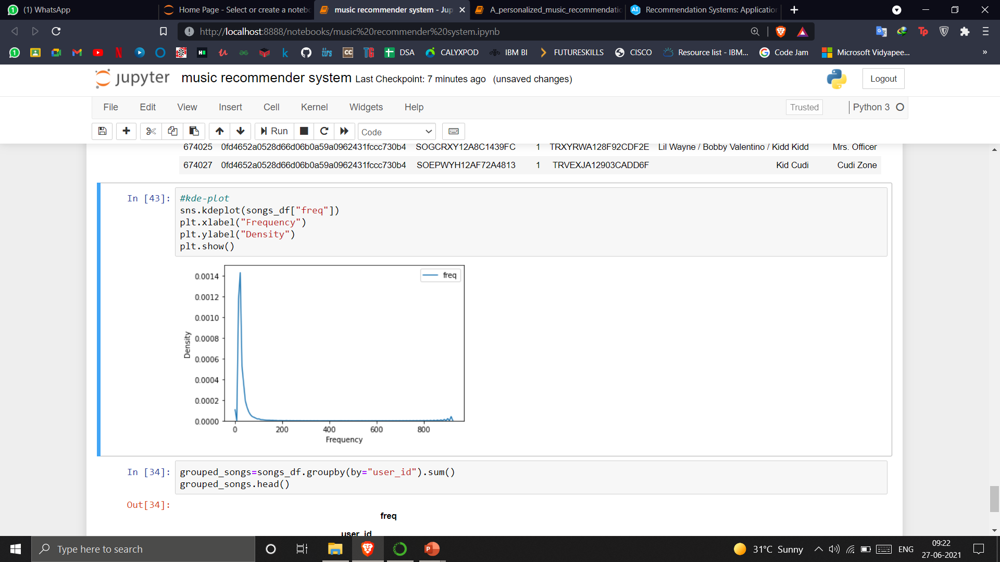 (1) WhatsApp
Home Page - Select or create a noteb
music recommender system - Jup
A_personalized_music_recommendatic
Recommendation Systems: Application
http://localhost:8888/notebooks/music%20recommender%20system.ipynb
DSA
CALYXPOD
IBM BI
FUTURESKILLS
CISCO
Resource list - IBM...
Code Jam
Microsoft Vidyapee...
»
jupyter music recommender system Last Checkpoint: 7 minutes ago (unsaved changes)
Logout
File Edit View Insert Cell Kernel Widgets Help
Trusted
Python 3
Run
Code
674025 0fd4652a0528d66d06b0a59a0962431fccc730b4 SOGCRXY12A8C1439FC 1 TRXYRWA128F92CDF2E Lil Wayne / Bobby Valentino / Kidd Kidd Mrs. Officer
674027 0fd4652a0528d66d06b0a59a0962431fccc730b4 SOEPWYH12AF72A4813 1 TRVEXJA12903CADD6F Kid Cudi Cudi Zone
In [43]:
#kde-plot
sns.kdeplot(songs_df["freq"])
plt.xlabel("Frequency")
plt.ylabel("Density")
plt.show()
freq
0.0014
0.0012
0.0010
0.0008
0.0006
0.0004
0.0002
0.0000
Density
0 200 400 600 800
Frequency
In [34]:
grouped_songs=songs_df.groupby(by="user_id").sum()
grouped_songs.head()
Out[34]:
freq
user_id
Type here to search
31°C Sunny
ENG
09:22
27-06-2021